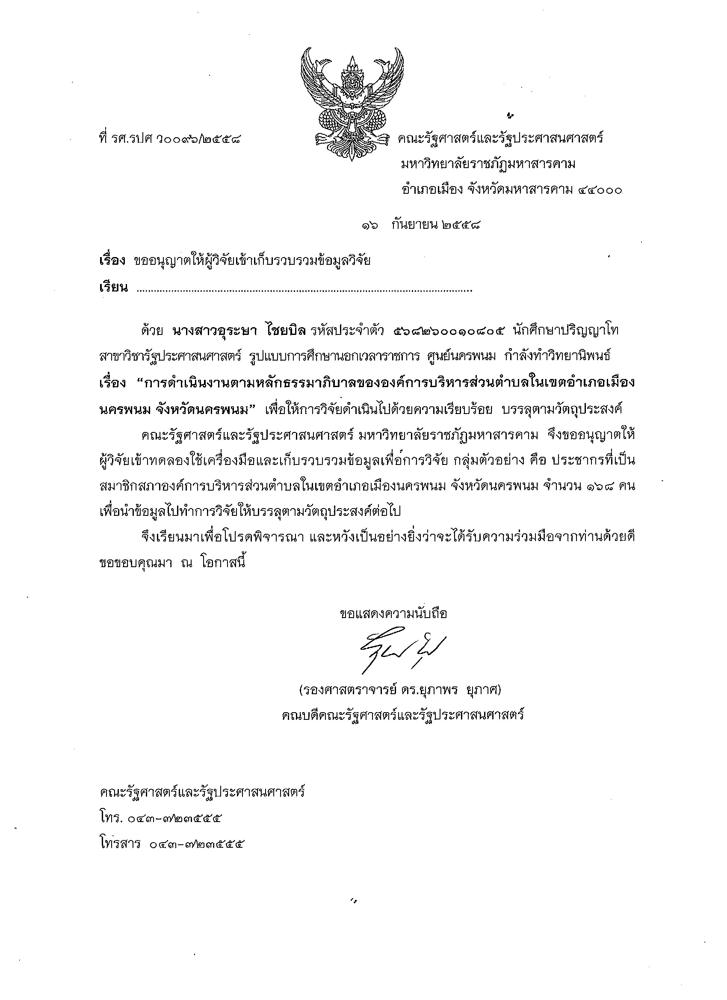 ที่ รศ.รปศ ว๐๐๙๖/๒๕๕๘
คณะรัฐศาสตร์และรัฐประศาสนศาสตร์
มหาวิทยาลัยราชภัฏมหาสารคาม
อำเภอเมือง จังหวัดมหาสารคาม ๔๔๐๐๐
๑๖ กันยายน ๒๕๕๘
เรื่อง ขออนุญาตให้ผู้วิจัยเข้าเก็บรวบรวมข้อมูลวิจัย
เรียน ................................................................
ด้วย นางสาวอุระษา ไชยบิล รหัสประจำตัว ๕๖๘๒๖๐๐๑๐๘๐๕ นักศึกษาปริญญาโท
สาขาวิชารัฐประศาสนศาสตร์ รูปแบบการศึกษานอกเวลาราชการ ศูนย์นครพนม กำลังทำวิทยานิพนธ์
เรื่อง “การดำเนินงานตามหลักธรรมาภิบาลขององค์การบริหารส่วนตำบลในเขตอำเภอเมือง
นครพนม จังหวัดนครพนม” เพื่อให้การวิจัยดำเนินไปด้วยความเรียบร้อย บรรลุตามวัตถุประสงค์
คณะรัฐศาสตร์และรัฐประศาสนศาสตร์ มหาวิทยาลัยราชภัฏมหาสารคาม จึงขออนุญาตให้
ผู้วิจัยเข้าทดลองใช้เครื่องมือและเก็บรวบรวมข้อมูลเพื่อการวิจัย กลุ่มตัวอย่าง คือ ประชากรที่เป็น
สมาชิกสภาองค์การบริหารส่วนตำบลในเขตอำเภอเมืองนครพนม จังหวัดนครพนม จำนวน ๑๖๘ คน
เพื่อนำข้อมูลไปทำการวิจัยให้บรรลุตามวัตถุประสงค์ต่อไป
จึงเรียนมาเพื่อโปรดพิจารณา และหวังเป็นอย่างยิ่งว่าจะได้รับความร่วมมือจากท่านด้วยดี
ขอขอบคุณมา ณ โอกาสนี้
ขอแสดงความนับถือ
(รองศาสตราจารย์ ดร.ยุภาพร ยุภาศ)
คณบดีคณะรัฐศาสตร์และรัฐประศาสนศาสตร์
คณะรัฐศาสตร์และรัฐประศาสนศาสตร์
โทร. ๐๔๓-๗๒๓๕๕๕
โทรสาร ๐๔๓-๗๒๓๕๕๕